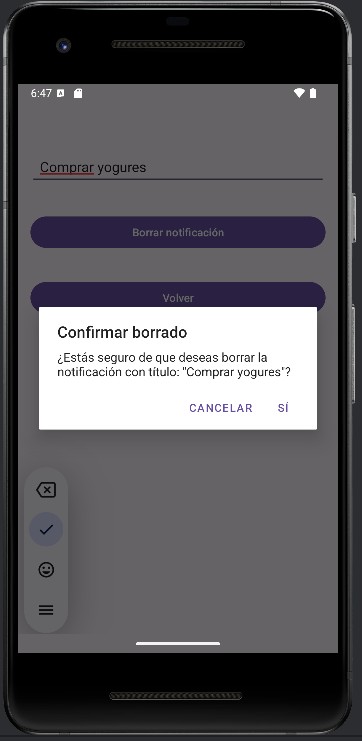 6:47
Comprar yogures
Borrar notificación
Volver
Confirmar borrado
¿Estás seguro de que deseas borrar la
notificación con título: "Comprar yogures"?
CANCELAR SÍ